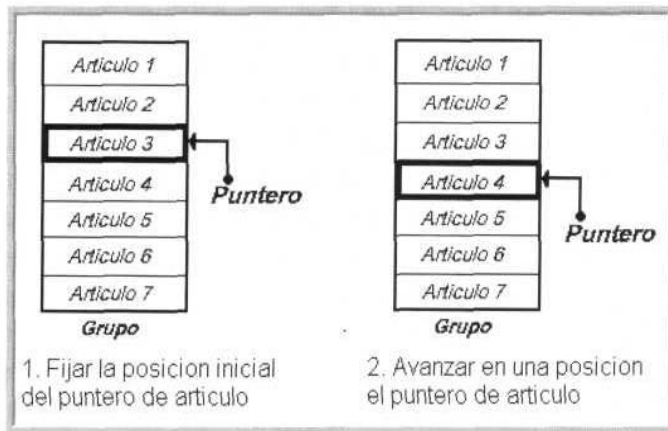 Articulo 1
Articulo 2
Articulo 3
Articulo 4
Articulo 5
Articulo 6
Articulo 7
Puntero
Grupo
1. Fijar la posicion inicial
del puntero de articulo
Articulo 1
Articulo 2
Articulo 3
Articulo 4
Articulo 5
Articulo 6
Articulo 7
Puntero
Grupo
2. Avanzar en una posicion
el puntero de articulo